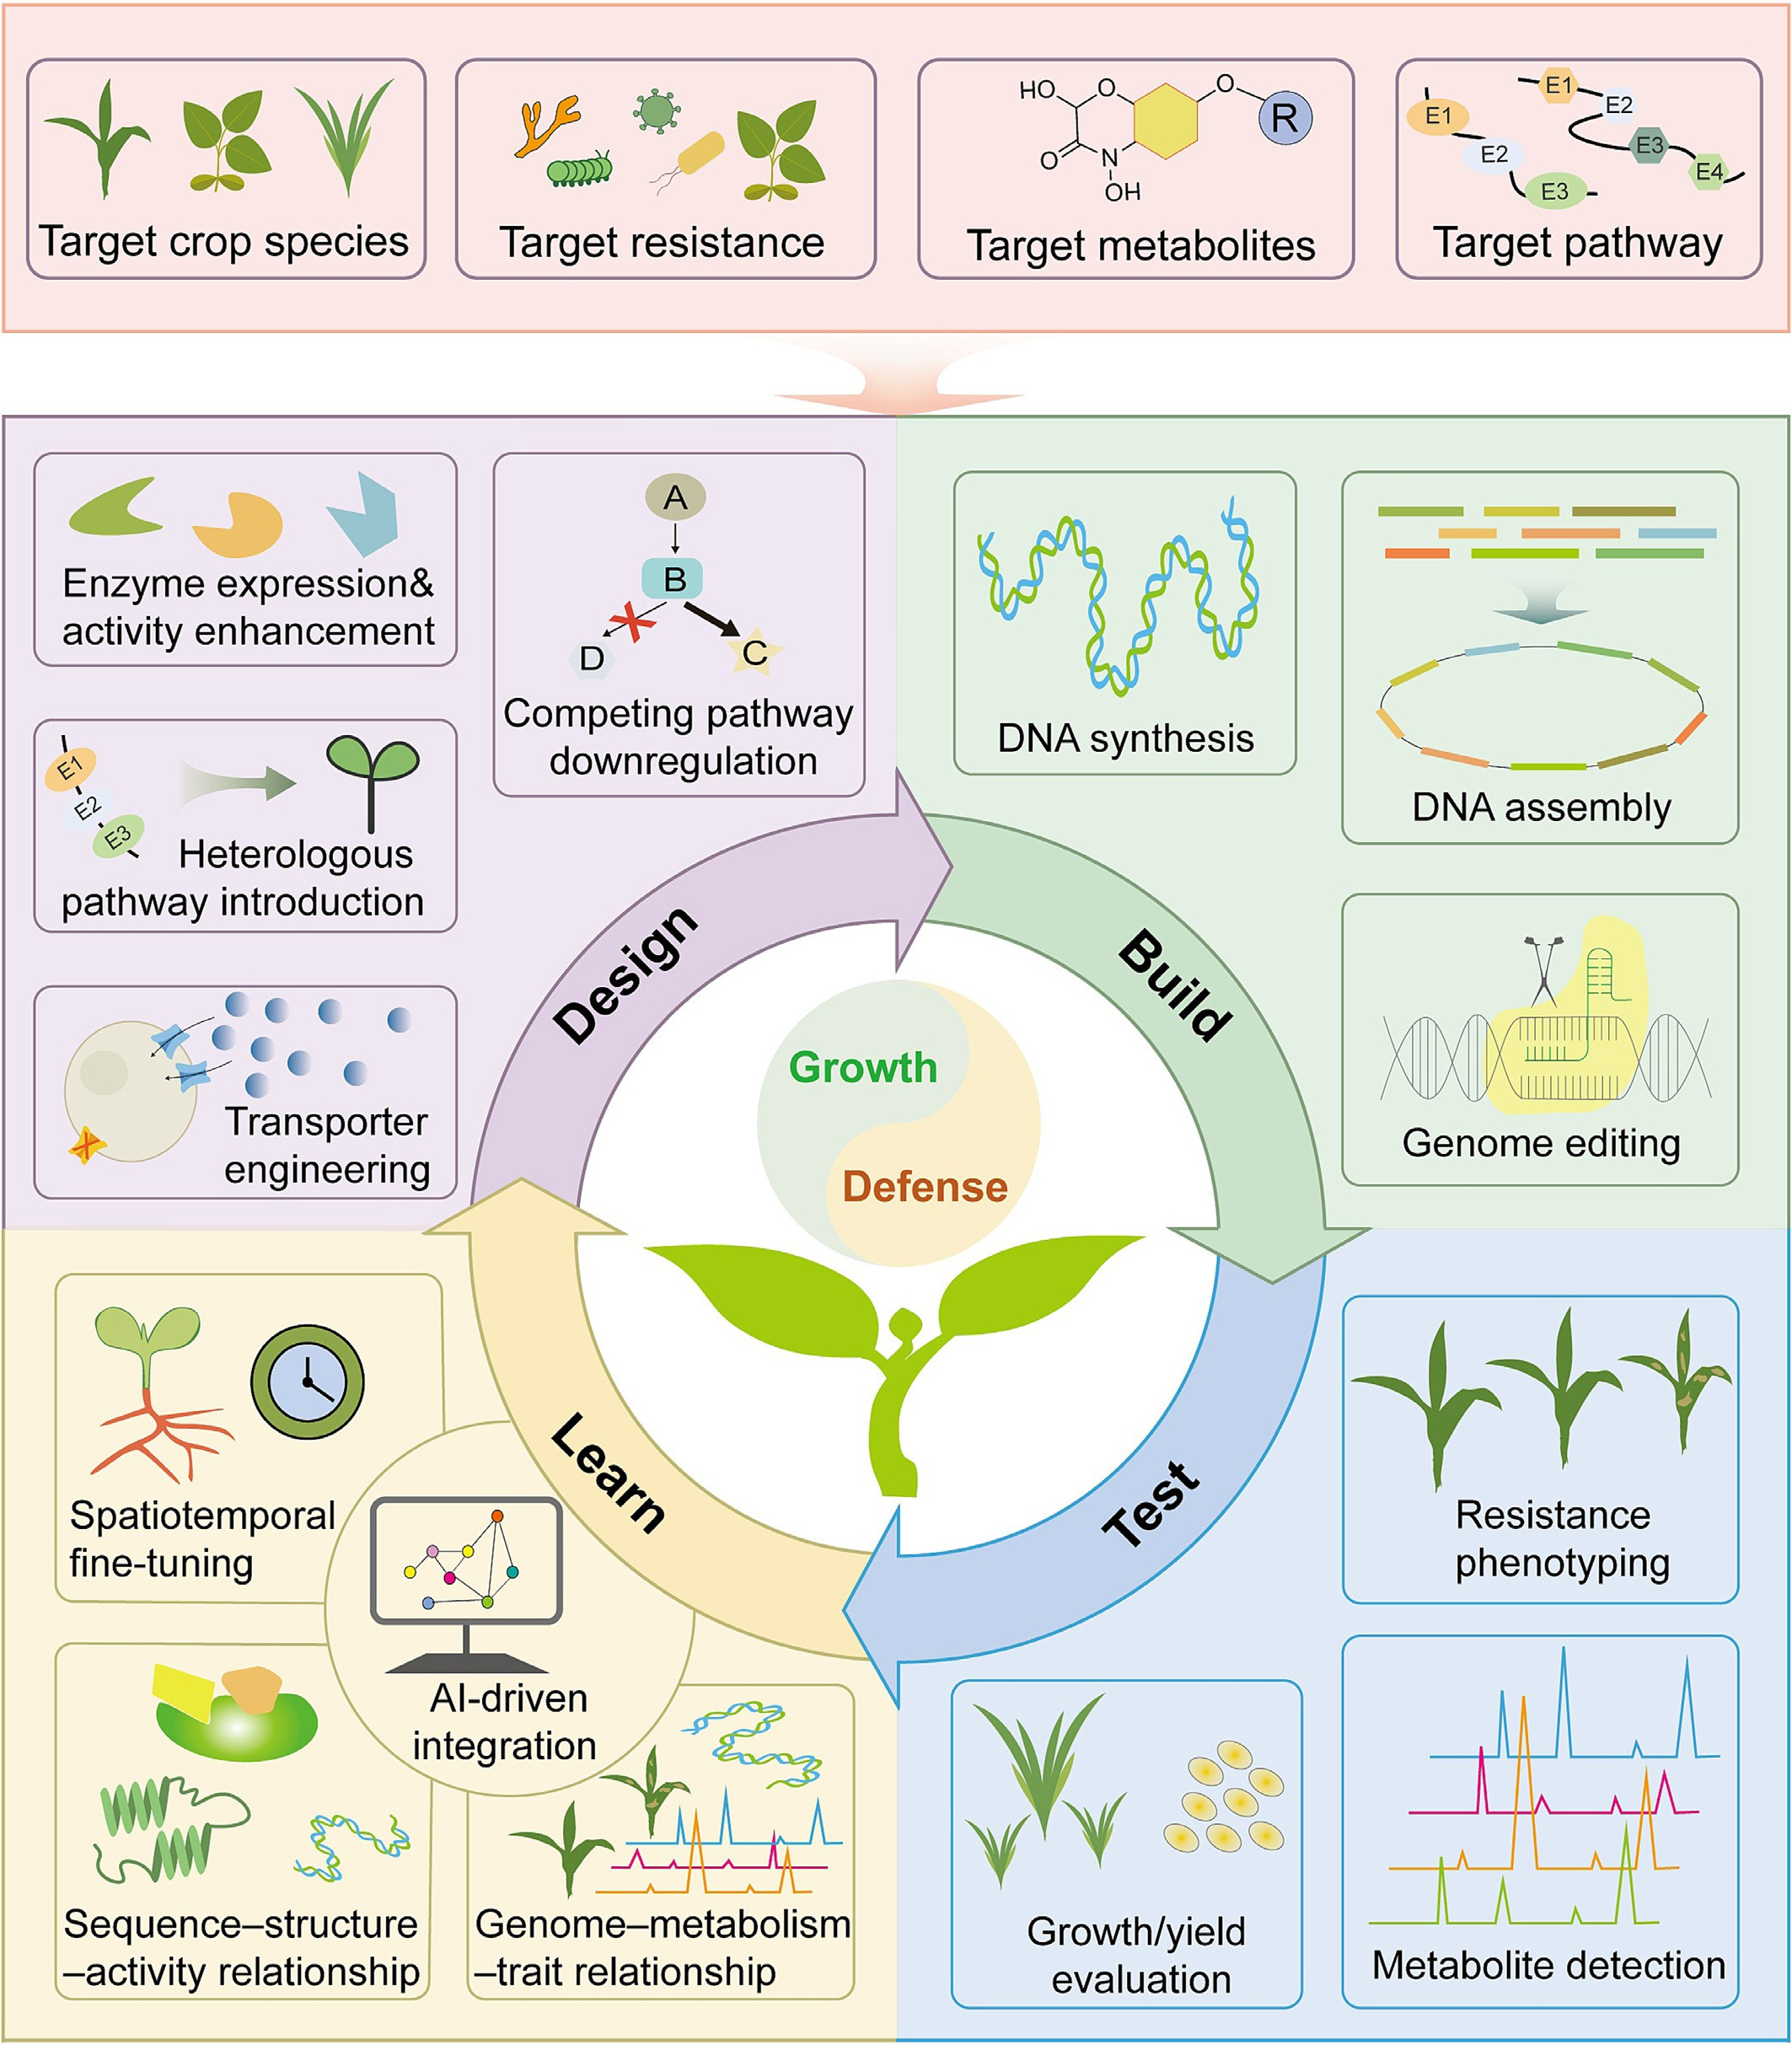 Target crop species
Target resistance
HO
O
O
R
O
N
OH
Target metabolites
E1
E2
E3
E1
E2
E3
E4
Target pathway
Enzyme expression&
activity enhancement
A
B
D
C
Competing pathway
downregulation
E1
E2
E3
Heterologous
pathway introduction
Transporter
engineering
DNA synthesis
DNA assembly
Genome editing
Design
Build
Test
Learn
Growth
Defense
Spatiotemporal
fine-tuning
AI-driven
integration
Sequence–structure
–activity relationship
Genome–metabolism
–trait relationship
Resistance
phenotyping
Growth/yield
evaluation
Metabolite detection